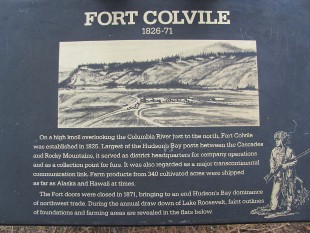 FORT COLVILE
1826-71
On a high knoll overlooking the Columbia River just to the north, Fort Colvile
was established in 1825. Largest of the Hudson's Bay posts between the Cascades
and Rocky Mountains, it served as district headquarters for company operations
and as a collection point for furs. It was also regarded as a major transcontinental
communication link. Farm products from 340 cultivated acres were shipped
as far as Alaska and Hawaii at times.
The Fort doors were closed in 1871, bringing to an end Hudson's Bay dominance
of northwest trade. During the annual draw down of Lake Roosevelt, faint outlines
of foundations and farming areas are revealed in the flats below.